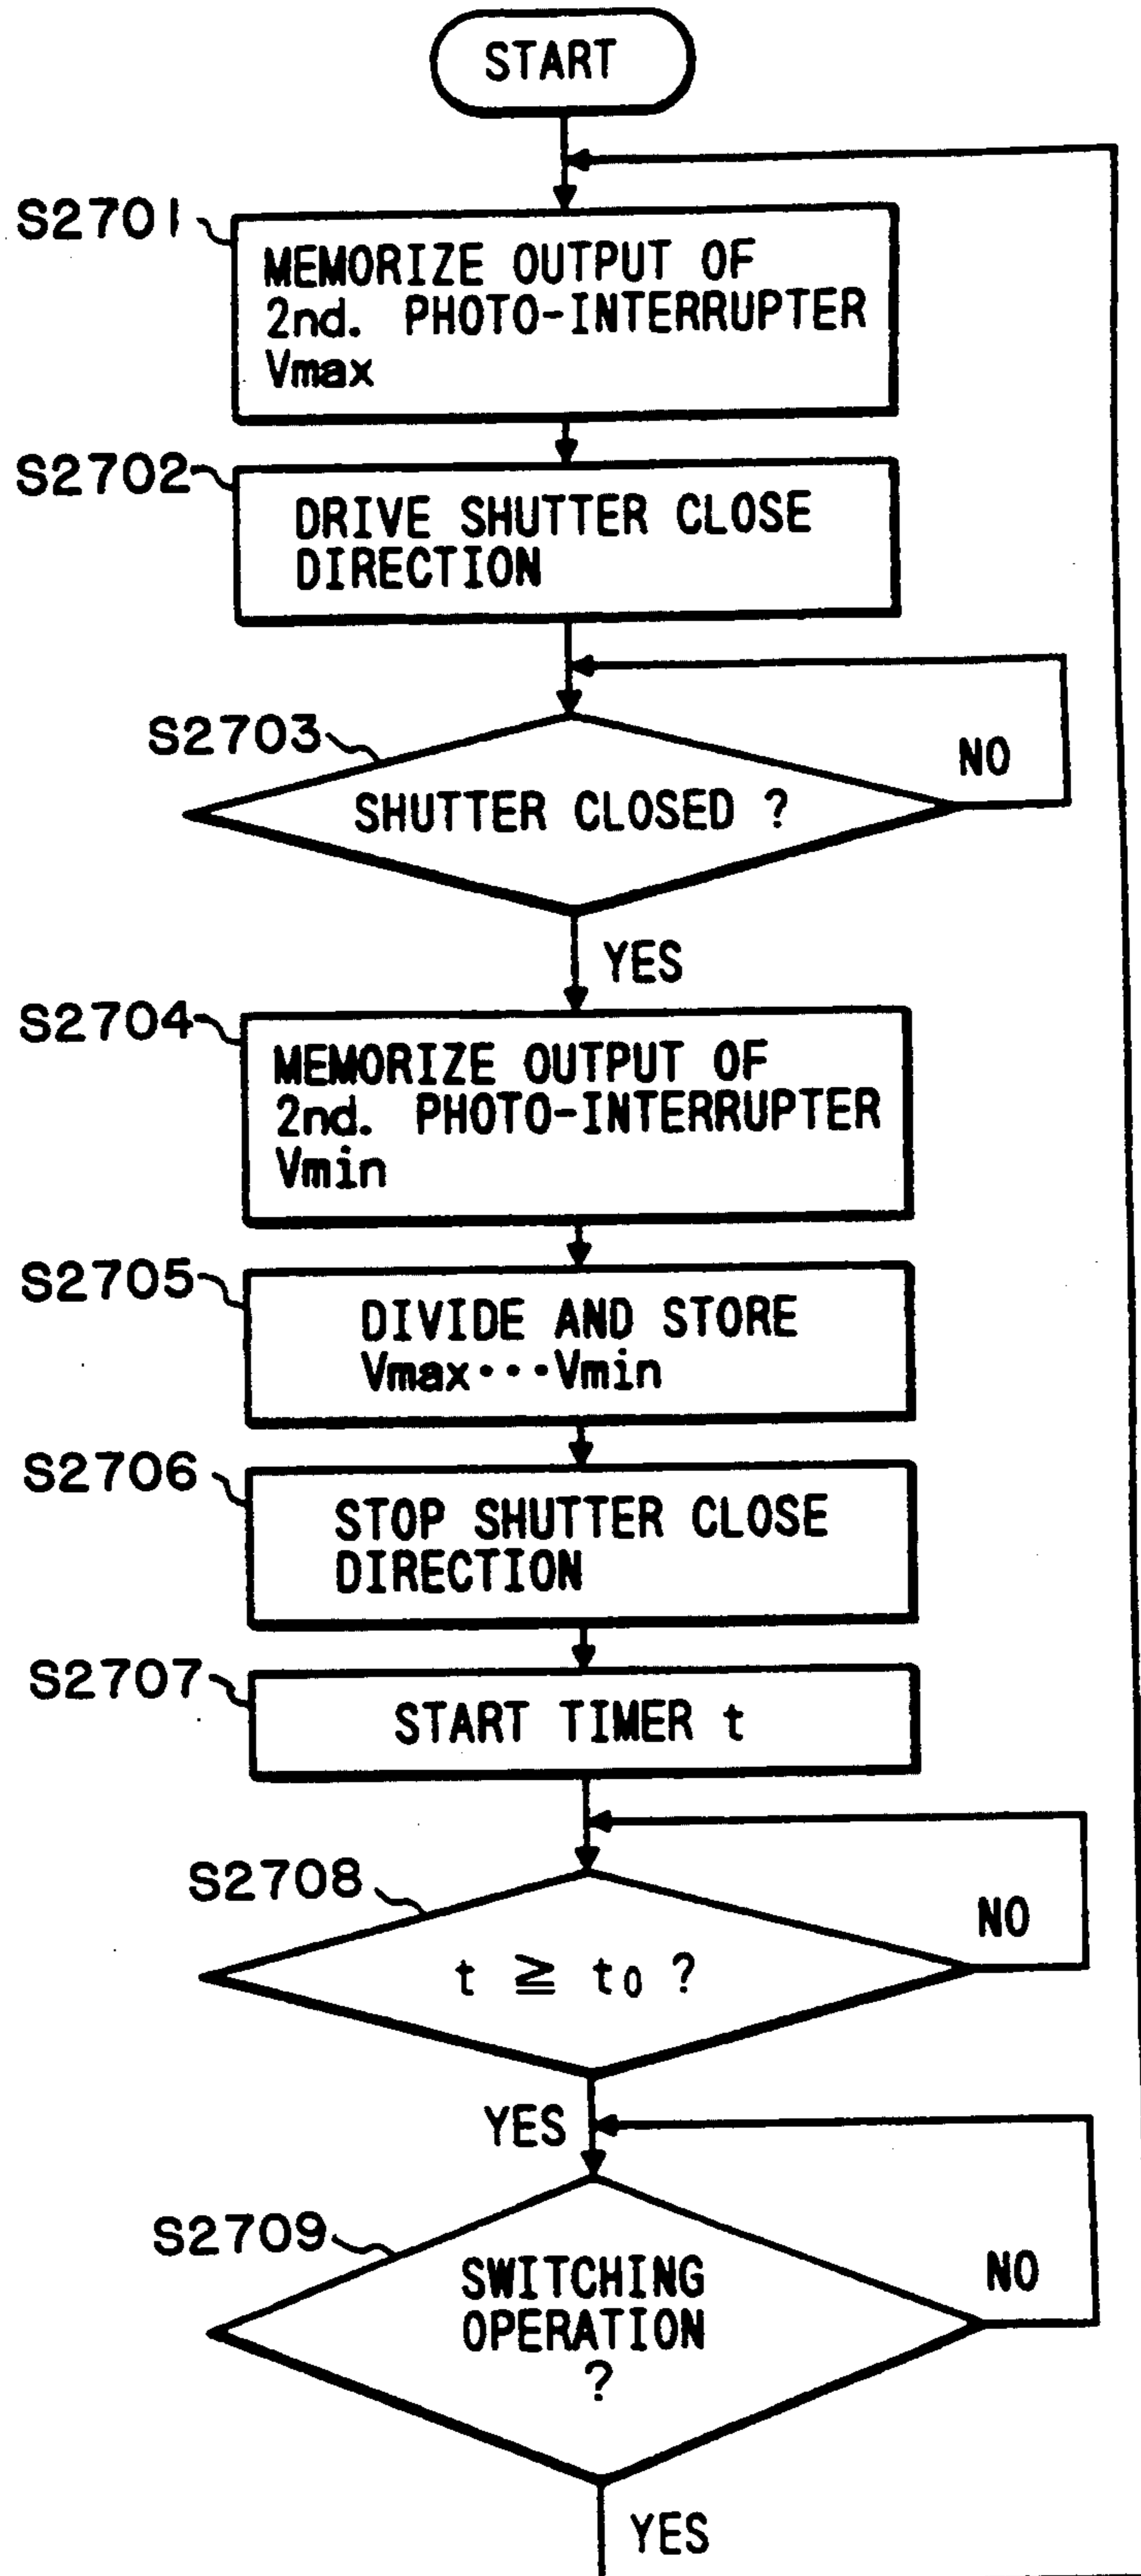 START
S2701
MEMORIZE OUTPUT OF
2nd. PHOTO-INTERRUPTER
Vmax
S2702
DRIVE SHUTTER CLOSE
DIRECTION
S2703
SHUTTER CLOSED ?
NO
YES
S2704
MEMORIZE OUTPUT OF
2nd. PHOTO-INTERRUPTER
Vmin
S2705
DIVIDE AND STORE
Vmax···Vmin
S2706
STOP SHUTTER CLOSE
DIRECTION
S2707
START TIMER t
S2708
t ≧ t0 ?
NO
YES
S2709
SWITCHING
OPERATION
?
NO
YES